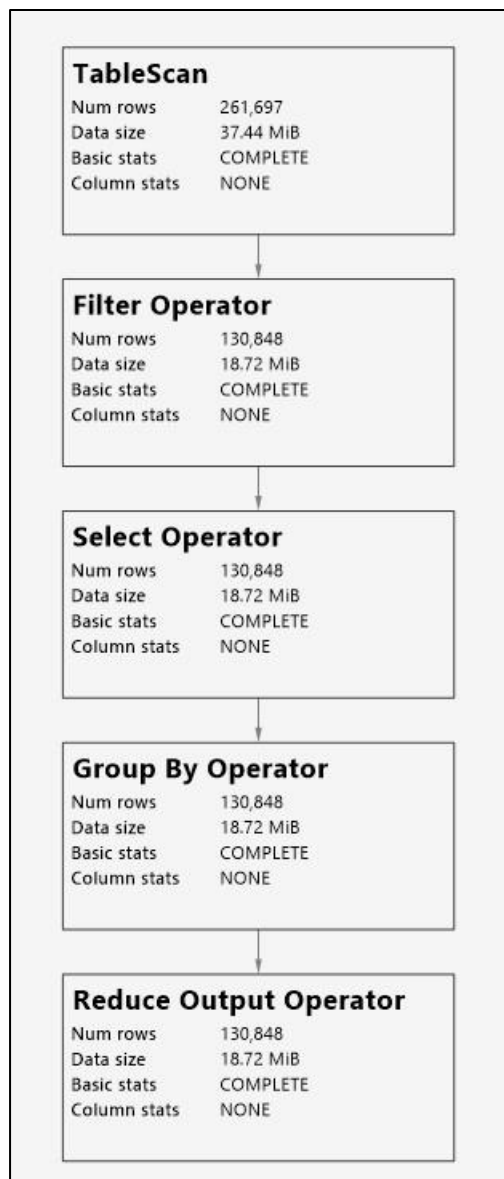 TableScan
Num rows 261,697
Data size 37.44 MiB
Basic stats COMPLETE
Column stats NONE
Filter Operator
Num rows 130,848
Data size 18.72 MiB
Basic stats COMPLETE
Column stats NONE
Select Operator
Num rows 130,848
Data size 18.72 MiB
Basic stats COMPLETE
Column stats NONE
Group By Operator
Num rows 130,848
Data size 18.72 MiB
Basic stats COMPLETE
Column stats NONE
Reduce Output Operator
Num rows 130,848
Data size 18.72 MiB
Basic stats COMPLETE
Column stats NONE